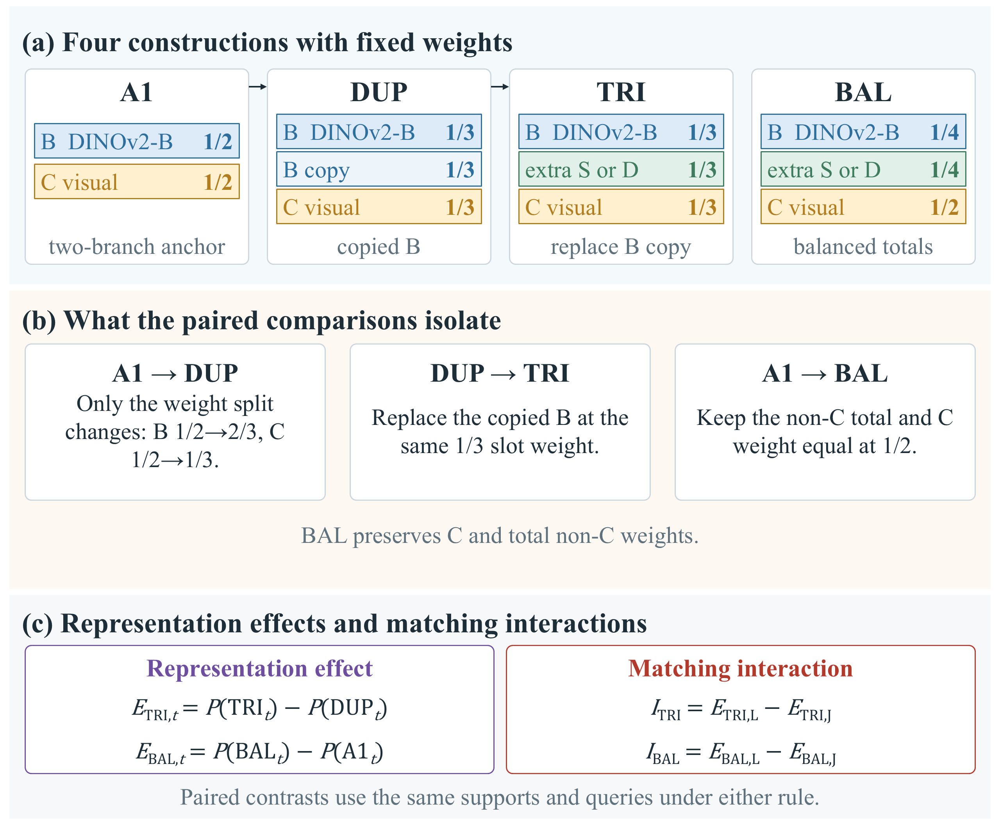 (a) Four constructions with fixed weights
A1
B DINOv2-B 1/2
C visual 1/2
two-branch anchor
DUP
B DINOv2-B 1/3
B copy 1/3
C visual 1/3
copied B
TRI
B DINOv2-B 1/3
extra S or D 1/3
C visual 1/3
replace B copy
BAL
B DINOv2-B 1/4
extra S or D 1/4
C visual 1/2
balanced totals
(b) What the paired comparisons isolate
A1 → DUP
Only the weight split
changes: B 1/2→2/3, C
1/2→1/3.
DUP → TRI
Replace the copied B at the
same 1/3 slot weight.
A1 → BAL
Keep the non-C total and C
weight equal at 1/2.
BAL preserves C and total non-C weights.
(c) Representation effects and matching interactions
Representation effect
E_TRI,t = P(TRI_t) − P(DUP_t)
E_BAL,t = P(BAL_t) − P(A1_t)
Matching interaction
I_TRI = E_TRI,L − E_TRI,J
I_BAL = E_BAL,L − E_BAL,J
Paired contrasts use the same supports and queries under either rule.